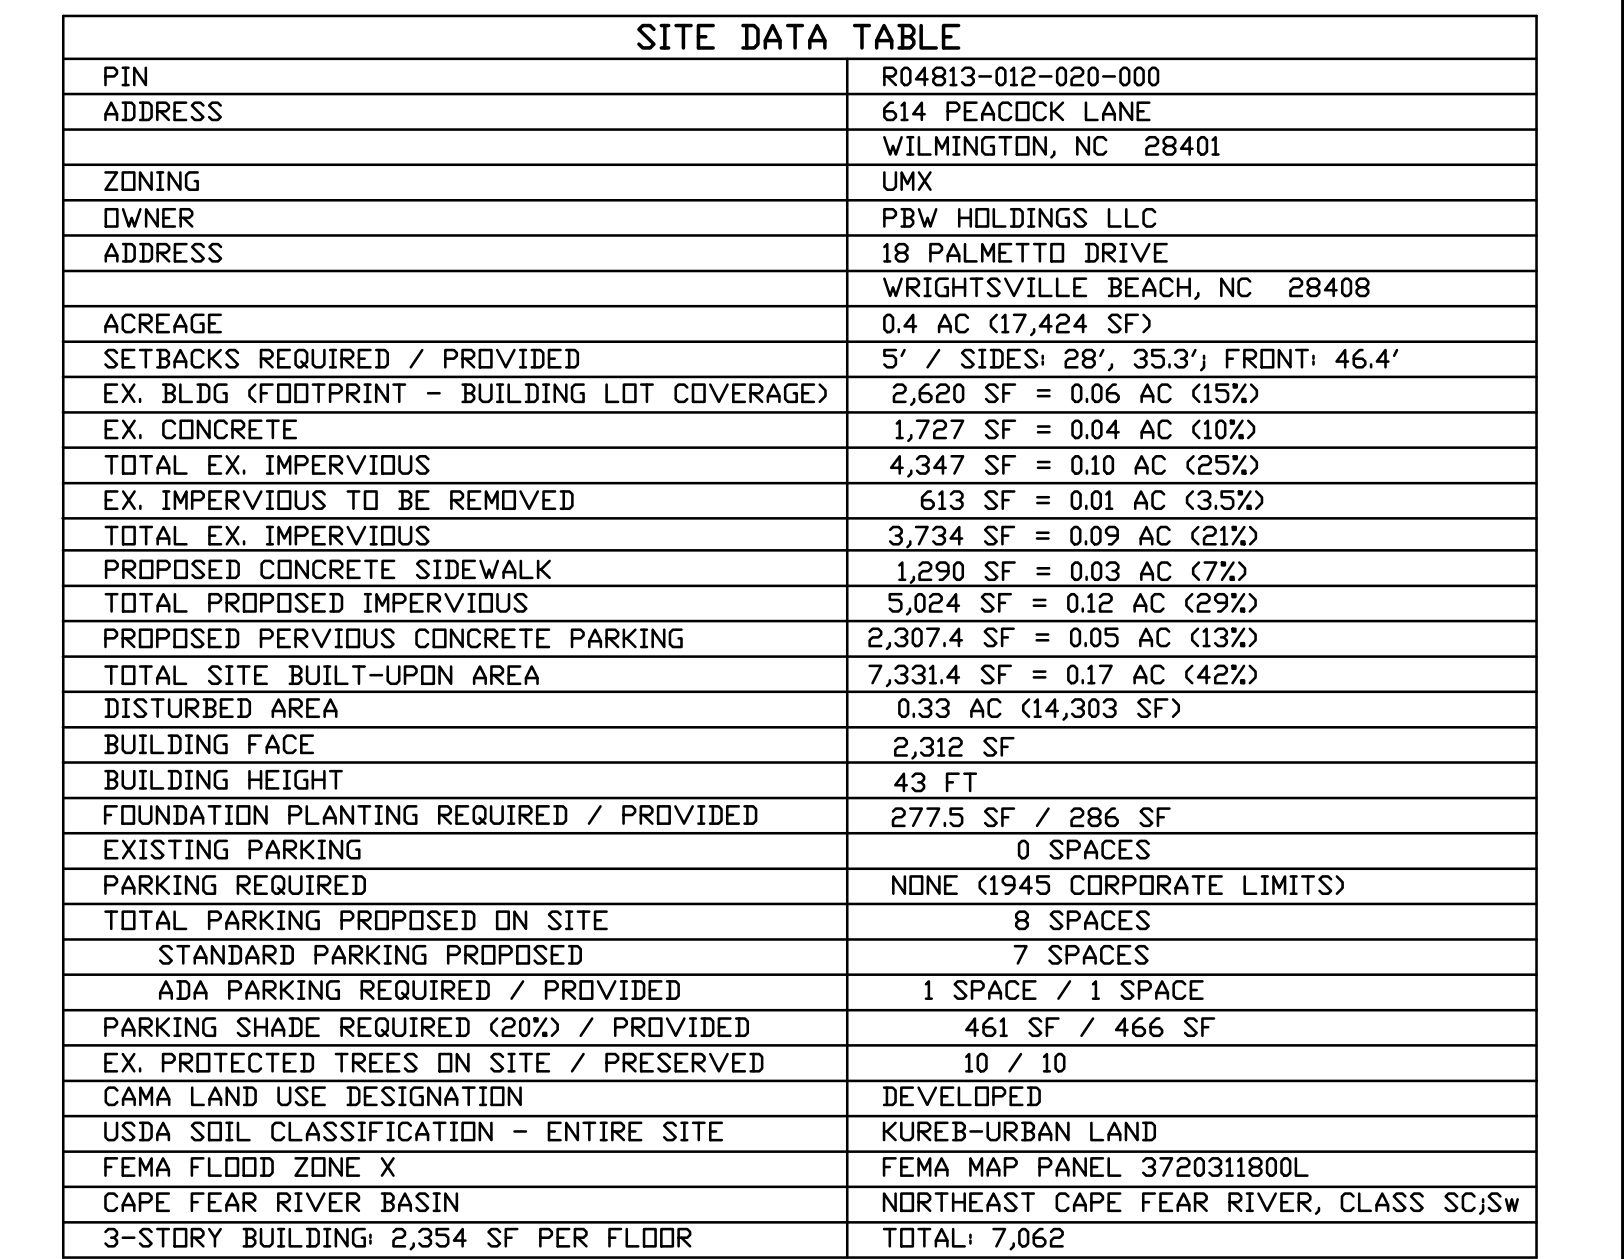 SITE DATA TABLE
PIN R04813-012-020-000
ADDRESS 614 PEACOCK LANE
WILMINGTON, NC 28401
ZONING UMX
OWNER PBW HOLDINGS LLC
ADDRESS 18 PALMETTO DRIVE
WRIGHTSVILLE BEACH, NC 28408
ACREAGE 0.4 AC (17,424 SF)
SETBACKS REQUIRED / PROVIDED 5' / SIDES: 28', 35.3'; FRONT: 46.4'
EX. BLDG (FOOTPRINT - BUILDING LOT COVERAGE) 2,620 SF = 0.06 AC (15%)
EX. CONCRETE 1,727 SF = 0.04 AC (10%)
TOTAL EX. IMPERVIOUS 4,347 SF = 0.10 AC (25%)
EX. IMPERVIOUS TO BE REMOVED 613 SF = 0.01 AC (3.5%)
TOTAL EX. IMPERVIOUS 3,734 SF = 0.09 AC (21%)
PROPOSED CONCRETE SIDEWALK 1,290 SF = 0.03 AC (7%)
TOTAL PROPOSED IMPERVIOUS 5,024 SF = 0.12 AC (29%)
PROPOSED PERVIOUS CONCRETE PARKING 2,307.4 SF = 0.05 AC (13%)
TOTAL SITE BUILT-UPON AREA 7,331.4 SF = 0.17 AC (42%)
DISTURBED AREA 0.33 AC (14,303 SF)
BUILDING FACE 2,312 SF
BUILDING HEIGHT 43 FT
FOUNDATION PLANTING REQUIRED / PROVIDED 277.5 SF / 286 SF
EXISTING PARKING 0 SPACES
PARKING REQUIRED NONE (1945 CORPORATE LIMITS)
TOTAL PARKING PROPOSED ON SITE 8 SPACES
STANDARD PARKING PROPOSED 7 SPACES
ADA PARKING REQUIRED / PROVIDED 1 SPACE / 1 SPACE
PARKING SHADE REQUIRED (20%) / PROVIDED 461 SF / 466 SF
EX. PROTECTED TREES ON SITE / PRESERVED 10 / 10
CAMA LAND USE DESIGNATION DEVELOPED
USDA SOIL CLASSIFICATION - ENTIRE SITE KUREB-URBAN LAND
FEMA FLOOD ZONE X FEMA MAP PANEL 3720311800L
CAPE FEAR RIVER BASIN NORTHEAST CAPE FEAR RIVER, CLASS SC;Sw
3-STORY BUILDING: 2,354 SF PER FLOOR TOTAL: 7,062